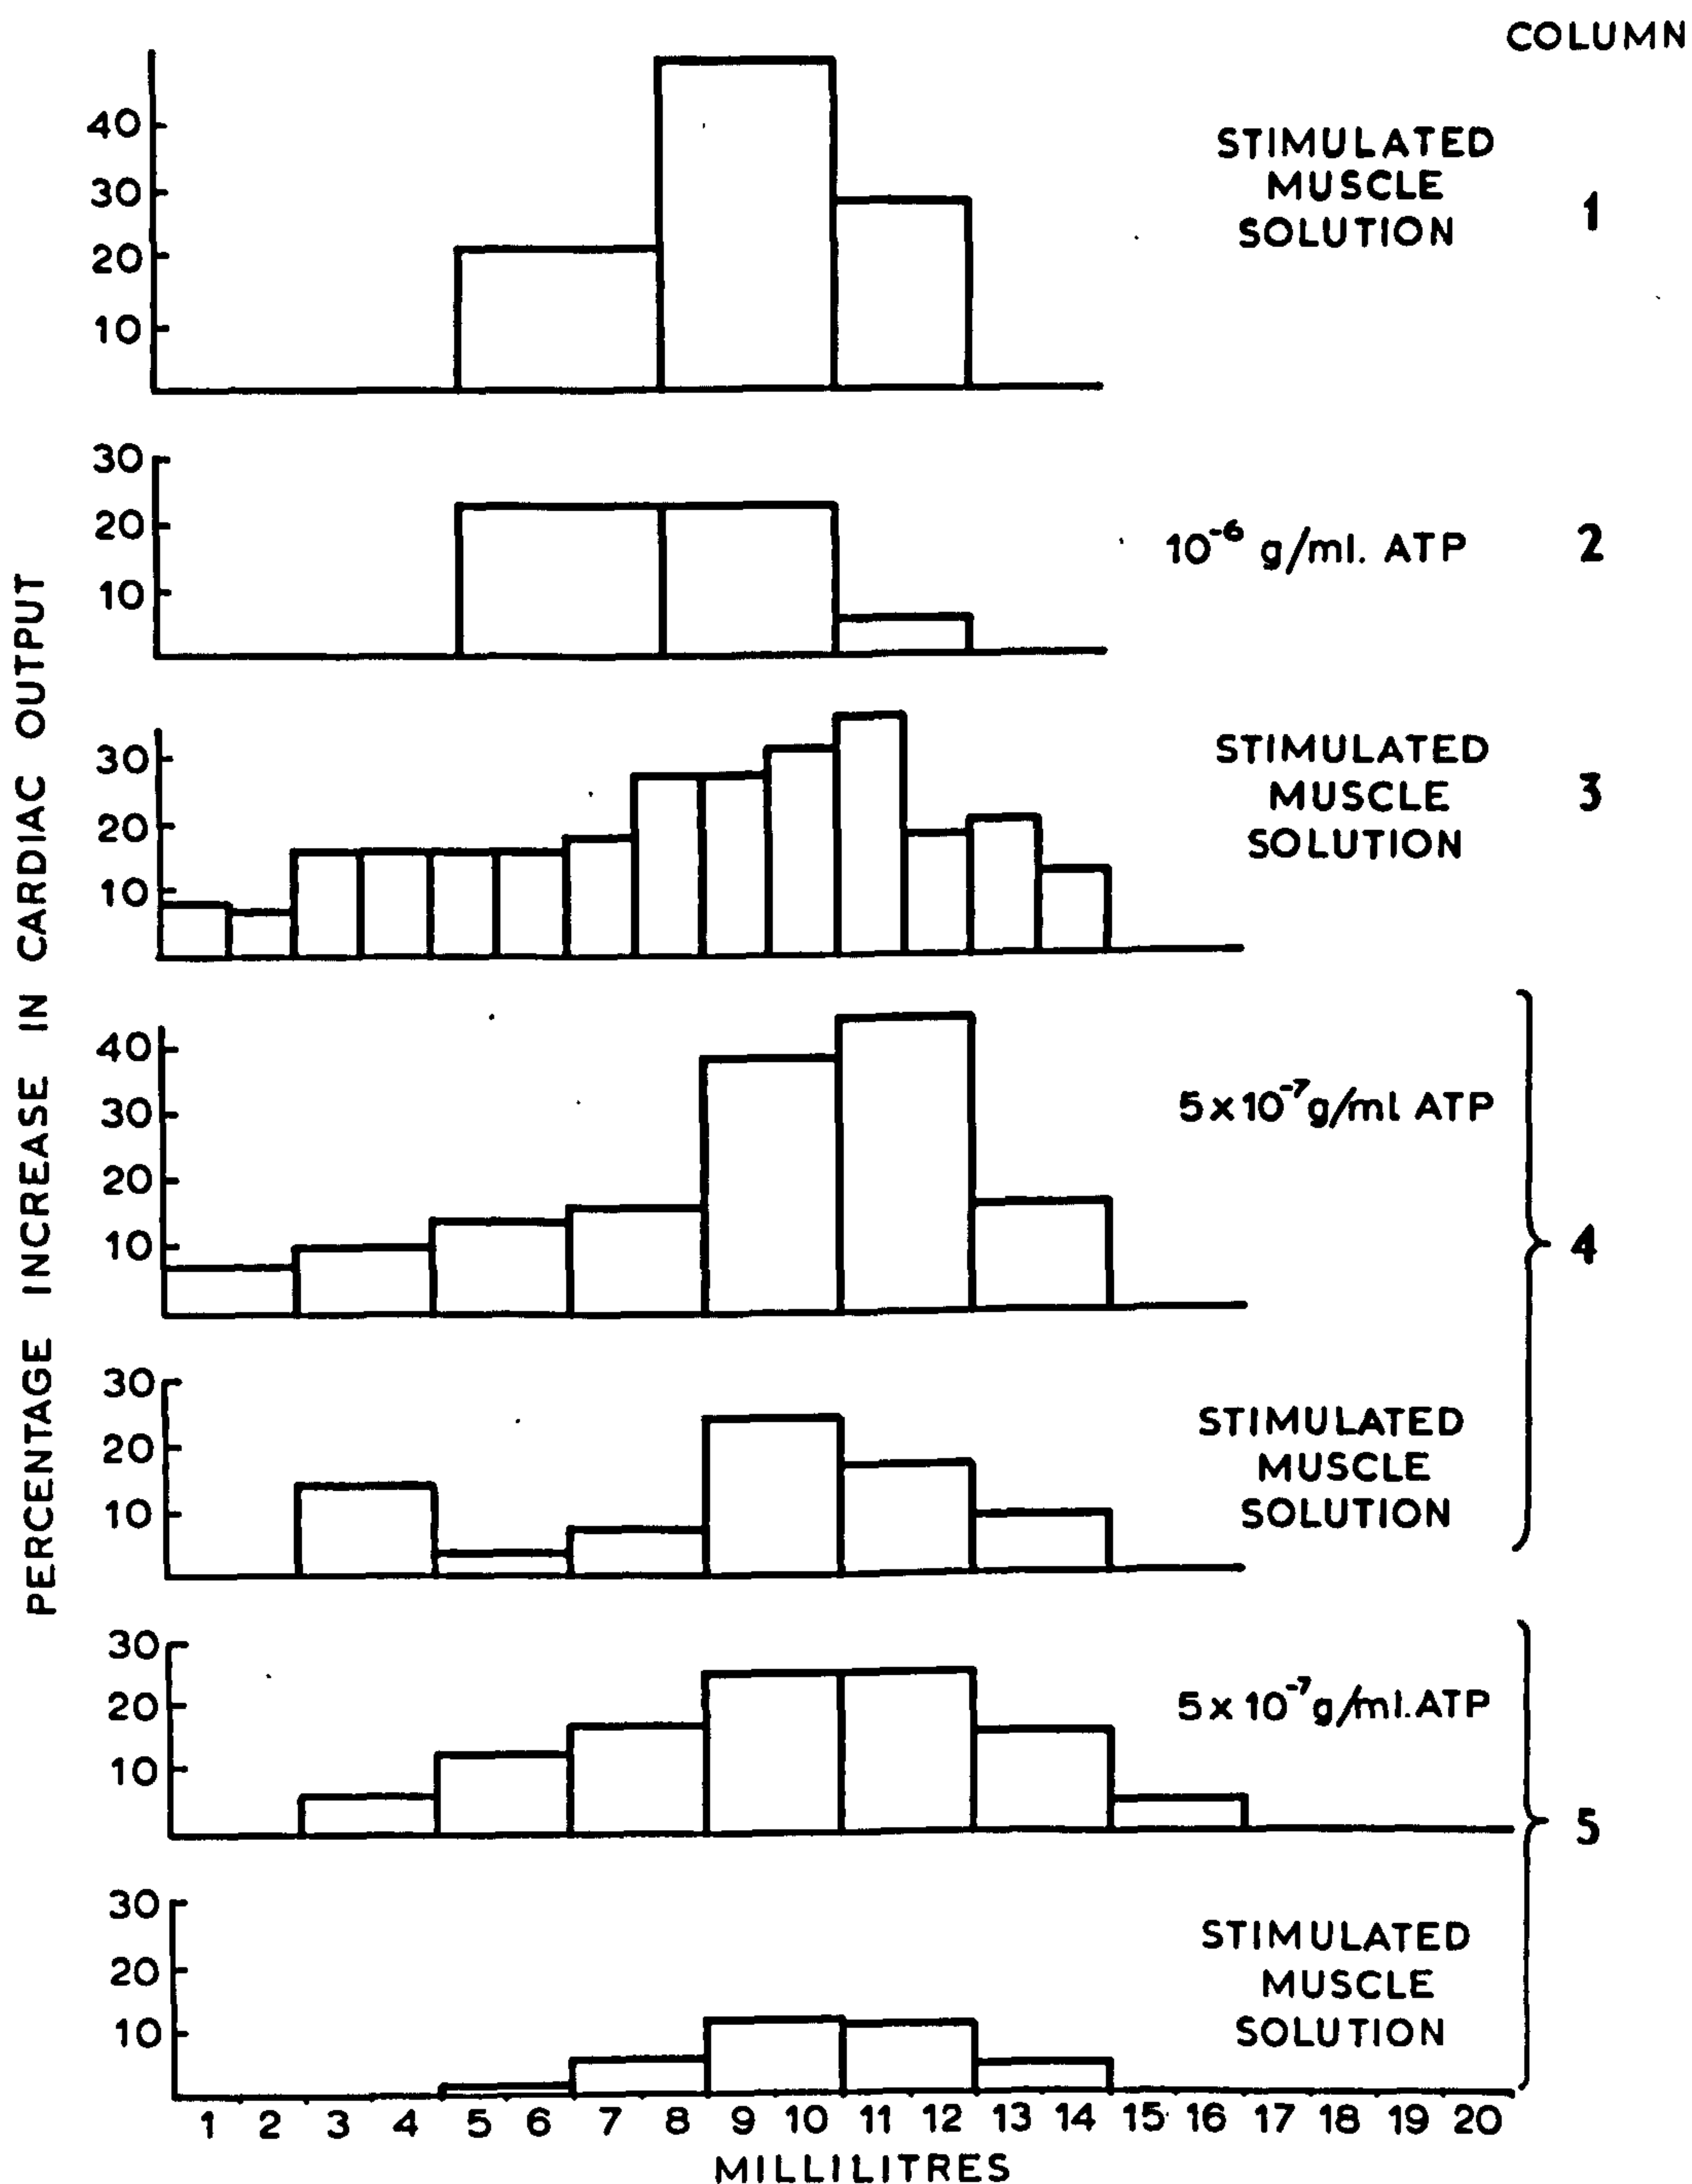 COLUMN
40
30
20
10
STIMULATED
MUSCLE
SOLUTION
1
30
20
10
10⁻⁶ g/ml. ATP
2
30
20
10
STIMULATED
MUSCLE
SOLUTION
3
40
30
20
10
5x10⁻⁷g/ml ATP
4
30
20
10
STIMULATED
MUSCLE
SOLUTION
30
20
10
5x10⁻⁷g/ml.ATP
5
30
20
10
STIMULATED
MUSCLE
SOLUTION
1 2 3 4 5 6 7 8 9 10 11 12 13 14 15 16 17 18 19 20
MILLILITRES
PERCENTAGE INCREASE IN CARDIAC OUTPUT